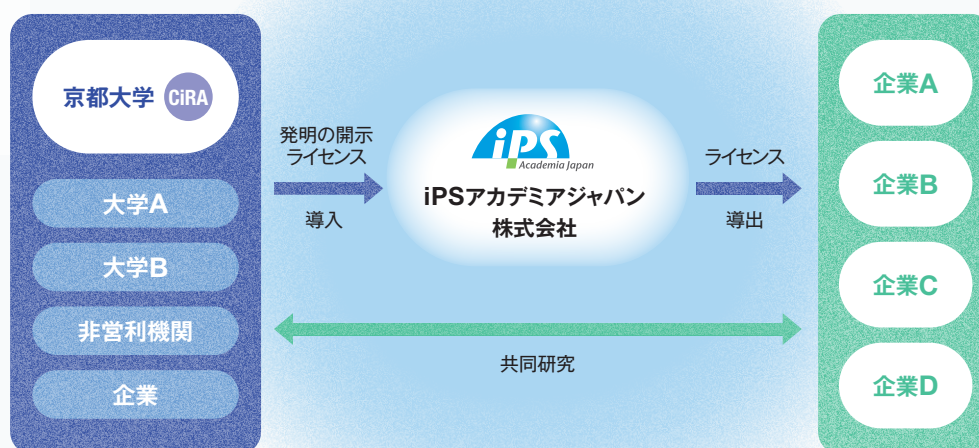 京都大学 CiRA
大学A
大学B
非営利機関
企業
発明の開示
ライセンス
導入
iPS
Academia Japan
iPSアカデミアジャパン
株式会社
ライセンス
導出
共同研究
企業A
企業B
企業C
企業D